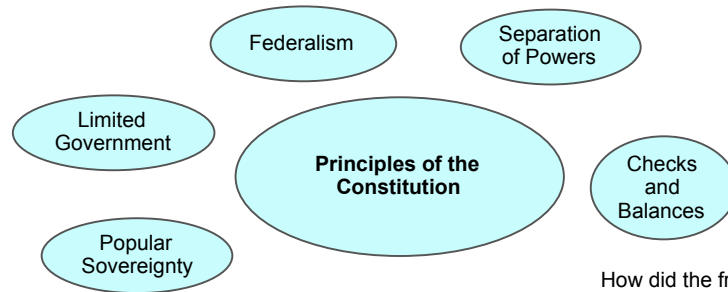 Federalism
Separation
of Powers
Limited
Government
Principles of the
Constitution
Checks
and
Balances
Popular
Sovereignty
How did the fr